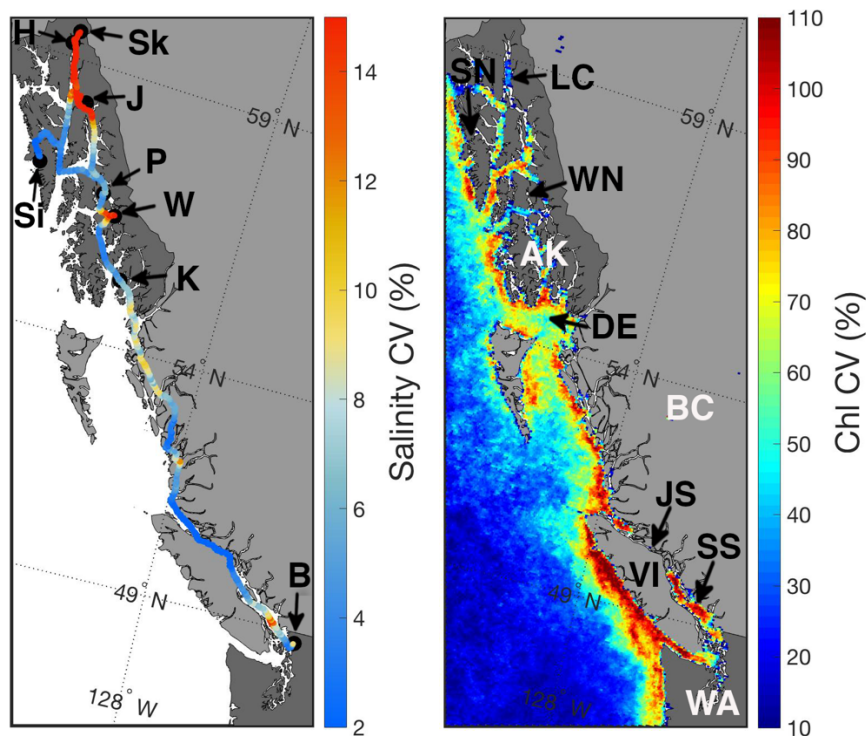 H
Sk
J
P
Si
W
K
B
59° N
54° N
49° N
128° W
14
12
10
8
6
4
2
Salinity CV (%)
SN
LC
WN
AK
DE
BC
JS
SS
VI
WA
59° N
54° N
49° N
128° W
110
100
90
80
70
60
50
40
30
20
10
Chl CV (%)